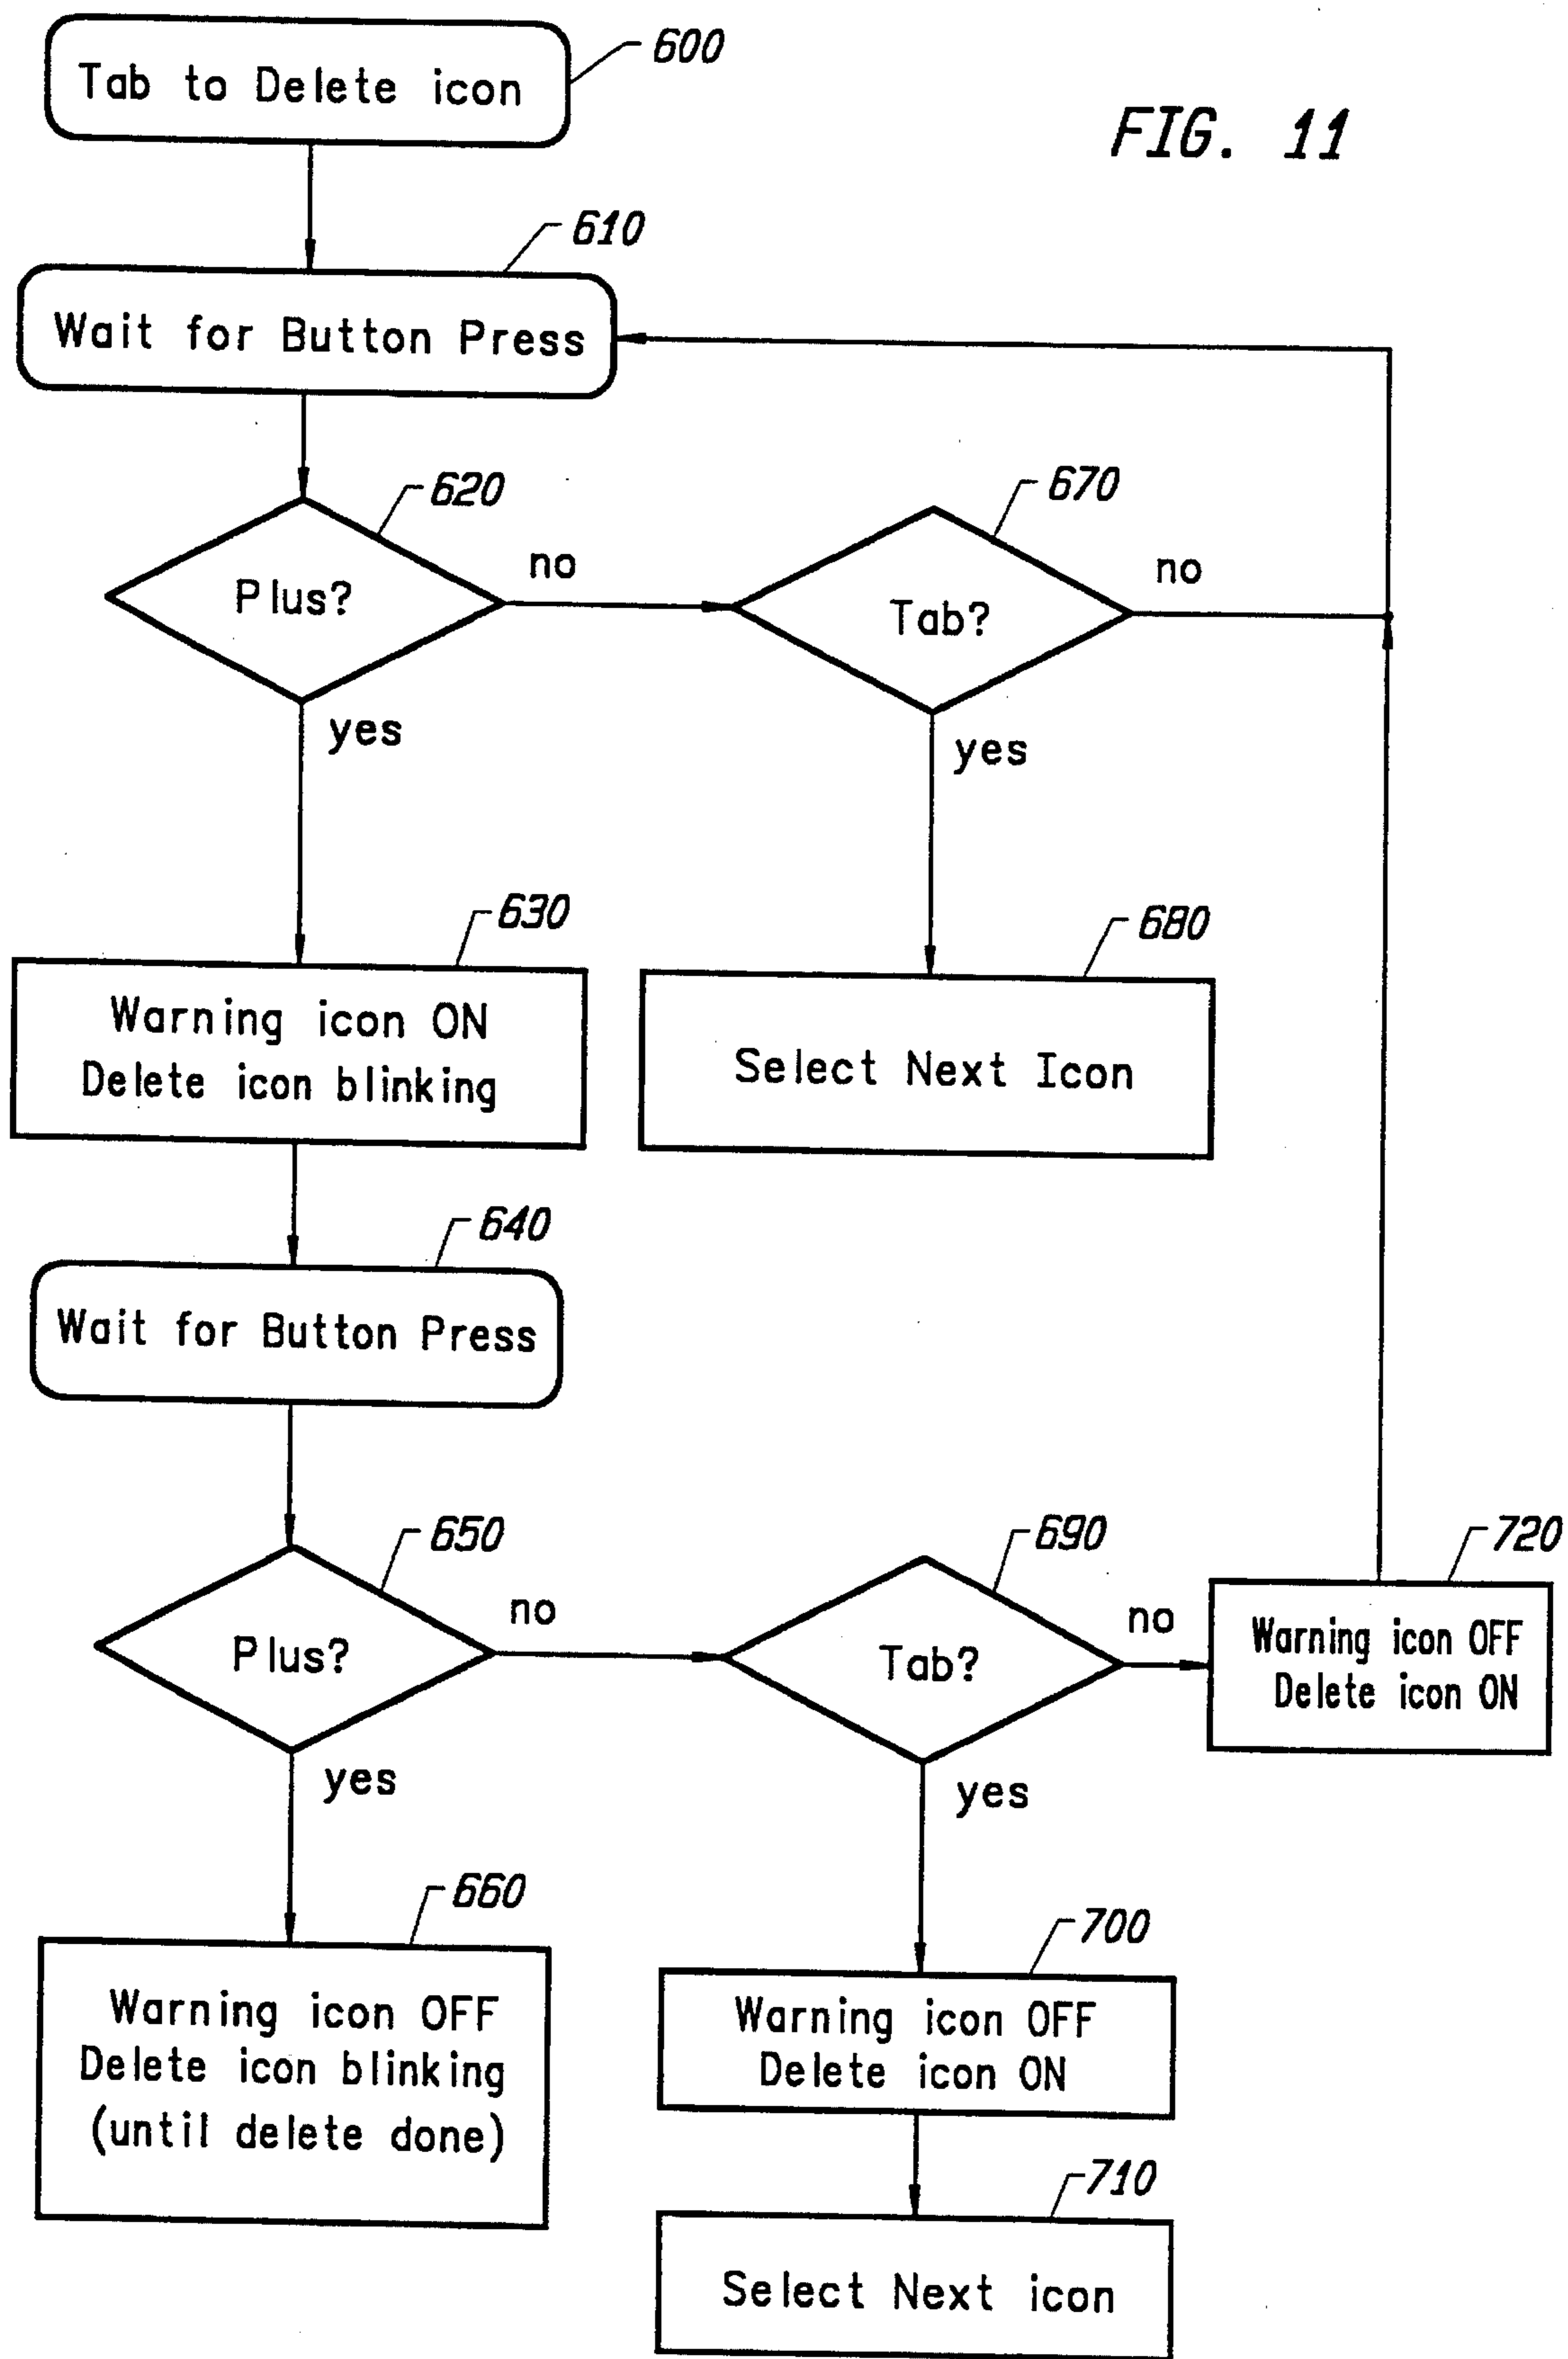 600
Tab to Delete icon
FIG. 11
610
Wait for Button Press
620
670
Plus?
no
Tab?
no
yes
yes
630
680
Warning icon ON
Delete icon blinking
Select Next Icon
640
Wait for Button Press
650
690
720
Plus?
no
Tab?
no
Warning icon OFF
Delete icon ON
yes
yes
660
700
Warning icon OFF
Delete icon blinking
(until delete done)
Warning icon OFF
Delete icon ON
710
Select Next icon